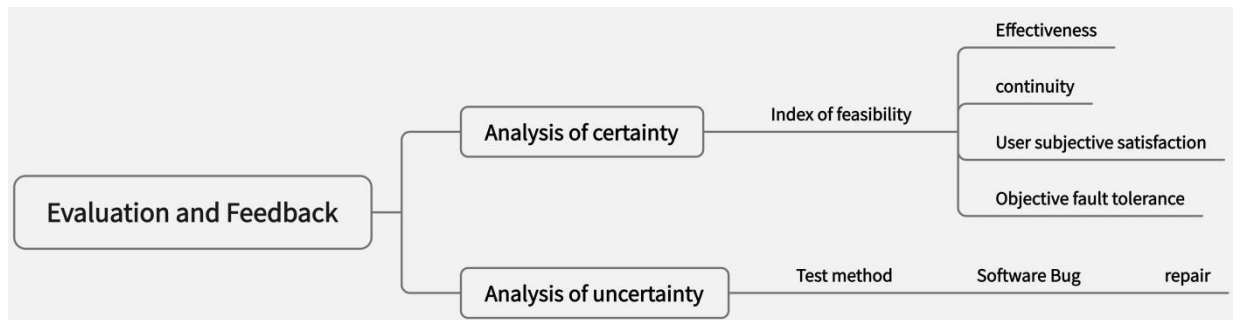 Evaluation and Feedback
Analysis of certainty
Index of feasibility
Effectiveness
continuity
User subjective satisfaction
Objective fault tolerance
Analysis of uncertainty
Test method
Software Bug
repair